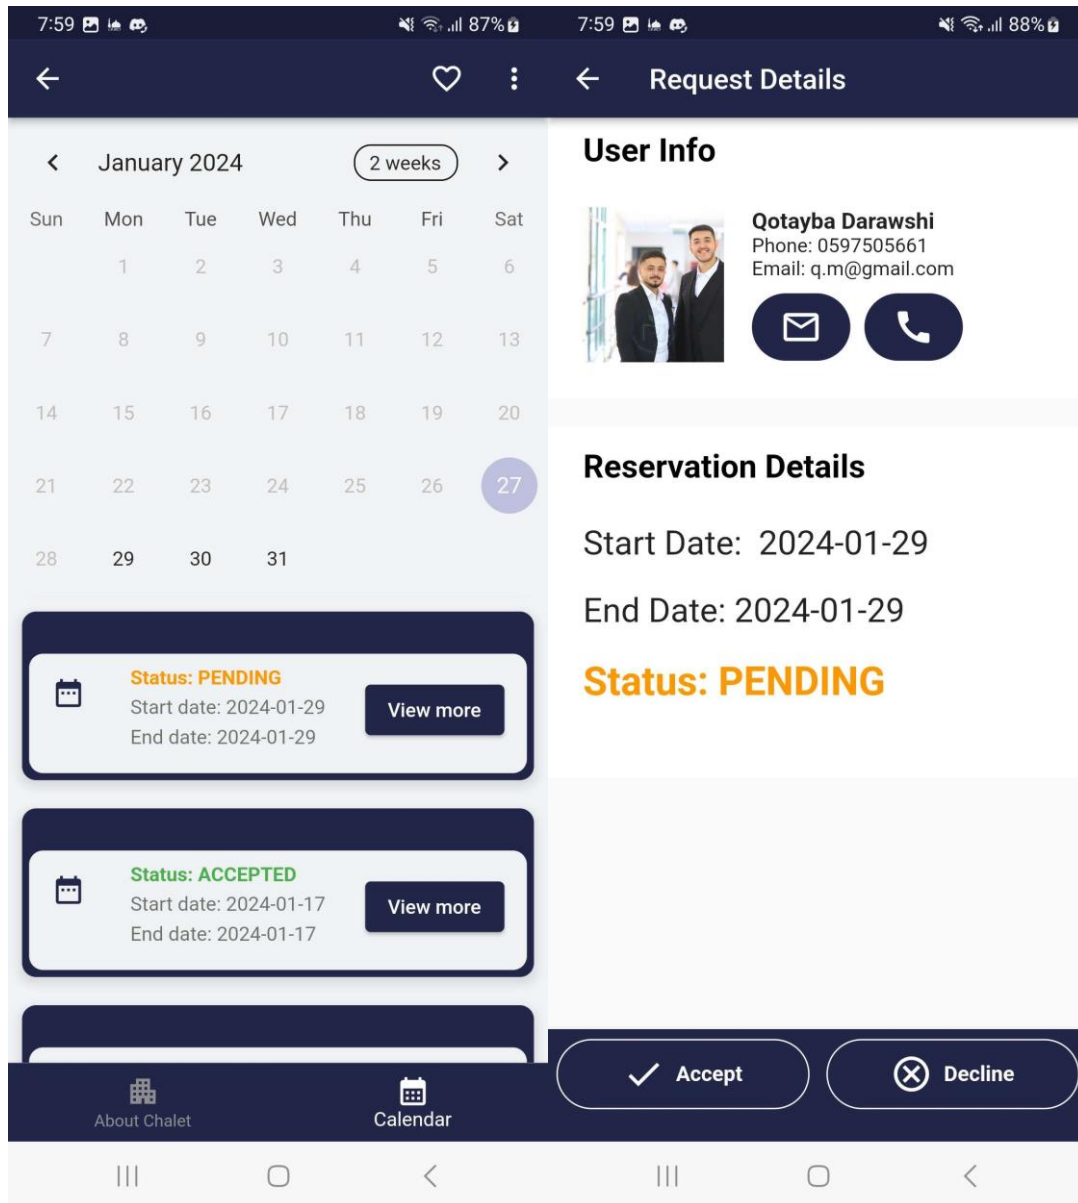 7:59
87%
January 2024
2 weeks
Sun Mon Tue Wed Thu Fri Sat
1 2 3 4 5 6
7 8 9 10 11 12 13
14 15 16 17 18 19 20
21 22 23 24 25 26 27
28 29 30 31
Status: PENDING
Start date: 2024-01-29
End date: 2024-01-29
View more
Status: ACCEPTED
Start date: 2024-01-17
End date: 2024-01-17
View more
About Chalet
Calendar
7:59
88%
Request Details
User Info
Qotayba Darawshi
Phone: 0597505661
Email: q.m@gmail.com
Reservation Details
Start Date: 2024-01-29
End Date: 2024-01-29
Status: PENDING
Accept
Decline